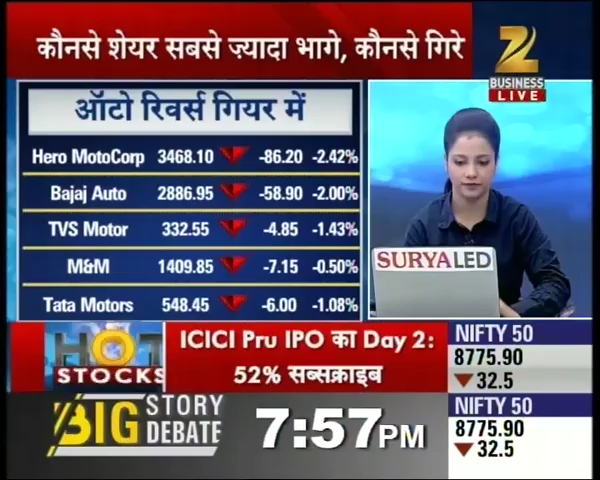 कौनसे शेयर सबसे ज़्यादा भागे, कौनसे गिरे
Z
BUSINESS
LIVE
ऑटो रिवर्स गियर में
Hero MotoCorp 3468.10 -86.20 -2.42%
Bajaj Auto 2886.95 -58.90 -2.00%
TVS Motor 332.55 -4.85 -1.43%
M&M 1409.85 -7.15 -0.50%
Tata Motors 548.45 -6.00 -1.08%
SURYA LED
HOT
STOCKS
ICICI Pru IPO का Day 2:
52% सब्सक्राइब
NIFTY 50
8775.90
32.5
BIG STORY
DEBATE
7:57PM
NIFTY 50
8775.90
32.5